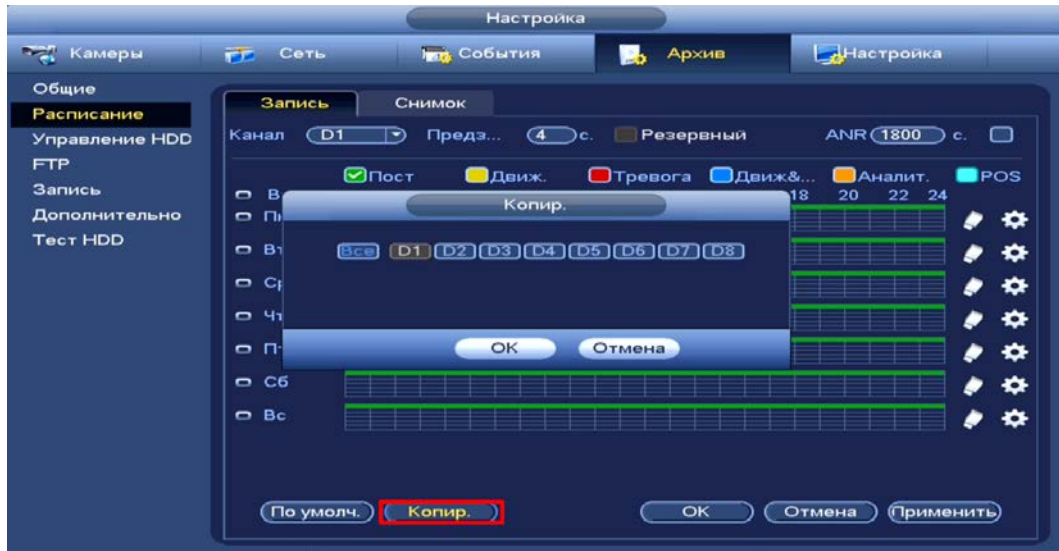 Настройка
Камеры Сеть События Архив Настройка
Общие
Расписание
Управление HDD
FTP
Запись
Дополнительно
Тест HDD
Запись Снимок
Канал D1 Предз... 4 с. Резервный ANR 1800 с.
Пост Движ. Тревога Движ&... Аналит. POS
18 20 22 24
Копир.
Все D1 D2 D3 D4 D5 D6 D7 D8
OK Отмена
Сб
Вс
По умолч. Копир. OK Отмена Применить